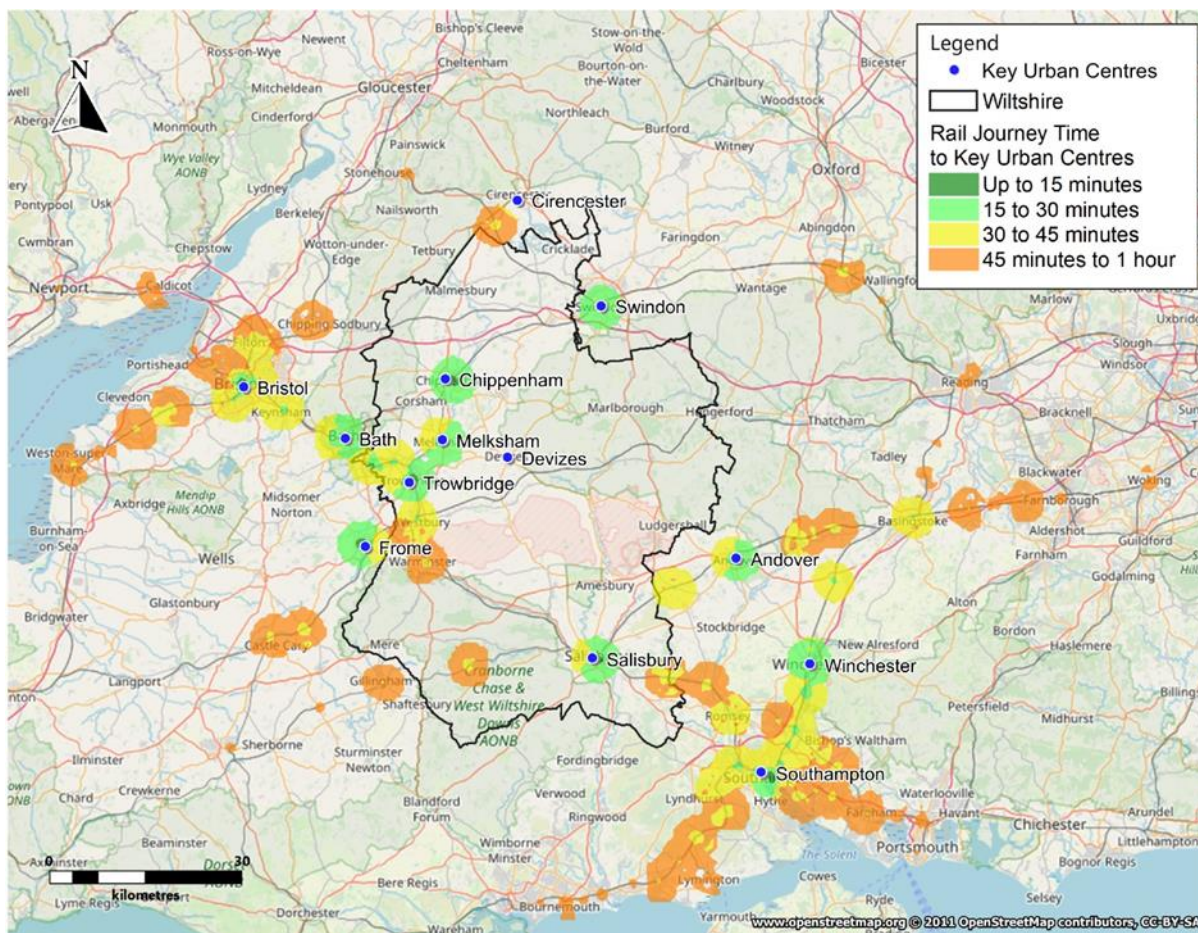 Bishop's Cleeve
Newent
Stow-on-the-
Wold
Ross-on-Wye
Cheltenham
Bourton-on-
the-Water
Bicester
Charlbury
Gloucester
Mitcheldean
Woodstock
Abergavenny
Monmouth
Cinderford
Northleach
Burford
Painswick
Witney
Wye Valley
AONB
Oxford
Stonehouse
Lydney
Cirencester
Nailsworth
Cwmbran
Berkeley
Abingdon
Tetbury
Cricklade
Faringdon
Chepstow
Wotton-under-
Edge
Wallingford
Newport
Caldicot
Malmesbury
Swindon
Wantage
Marlow
Uxbridge
Chipping Sodbury
Slough
Portishead
Filton
Windsor
Chippenham
Reading
Bristol
Clevedon
Corsham
Bracknell
Keynsham
Marlborough
Hungerford
Thatcham
Bath
Melksham
Weston-super-
Mare
Devizes
Tadley
Blackwater
Axbridge
Trowbridge
Woking
Mendip
Hills AONB
Midsomer
Norton
Farnborough
Burnham-
on-Sea
Westbury
Ludgershall
Basingstoke
Aldershot
Guildford
Wells
Frome
Andover
Farnham
Warminster
Godalming
Amesbury
Glastonbury
Alton
Bridgwater
Stockbridge
Bordon
Haslemere
Castle Cary
Mere
New Alresford
Salisbury
Winchester
Langport
Gillingham
Cranborne
Chase &
West Wiltshire
Downs
AONB
Shaftesbury
Petersfield
Billings
Romsey
Midhurst
Sherborne
Bishop's Waltham
Ilminster
Sturminster
Newton
Fordingbridge
Southampton
Crewkerne
Verwood
Waterlooville
Arundel
Chard
Lyndhurst
Hythe
Blandford
Forum
Ringwood
Fareham
Havant
Chichester
Littlehampton
Portsmouth
Beaminster
Wimborne
Minster
Axminster
The Solent
Lymington
Cowes
Bognor Regis
Bere Regis
Lyme Regis
Bournemouth
Ryde
Selsey
Dorchester
Yarmouth
Wareham
N
0
30
kilometres
Legend
Key Urban Centres
Wiltshire
Rail Journey Time
to Key Urban Centres
Up to 15 minutes
15 to 30 minutes
30 to 45 minutes
45 minutes to 1 hour
www.openstreetmap.org © 2011 OpenStreetMap contributors, CC-BY-SA